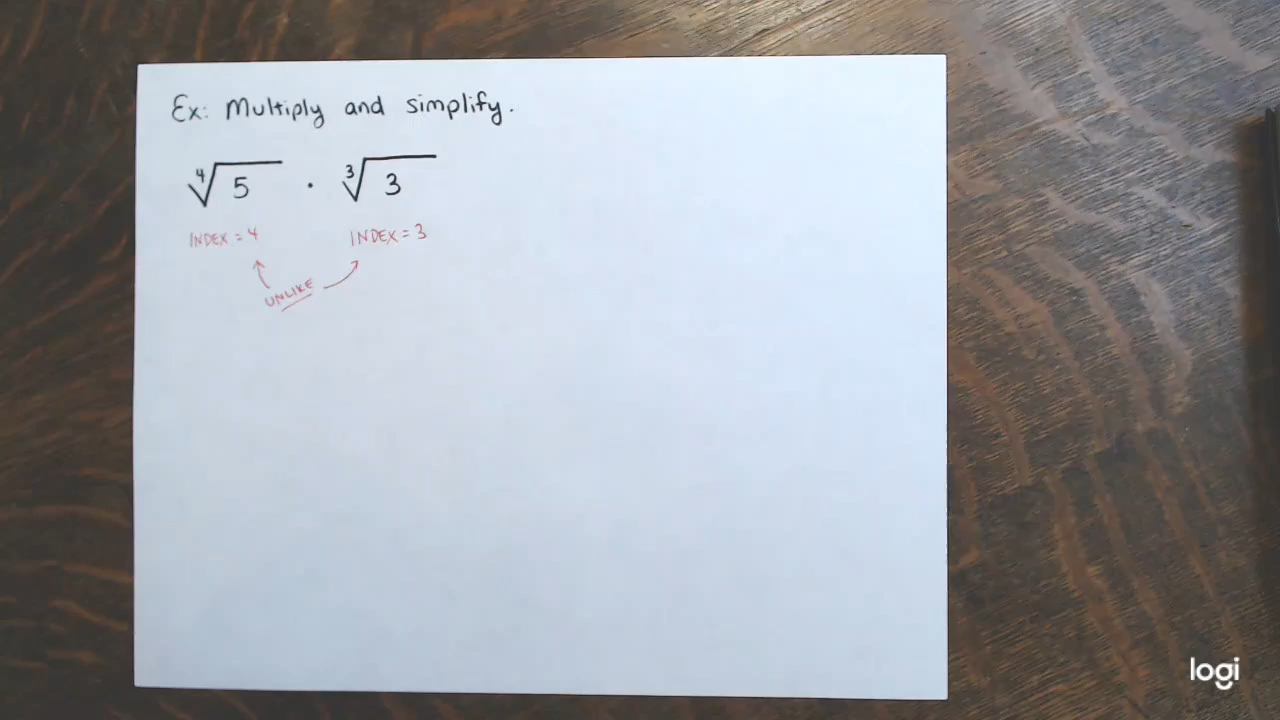 Ex: Multiply and simplify.
⁴√5 · ³√3
INDEX = 4 INDEX = 3
UNLIKE
logi